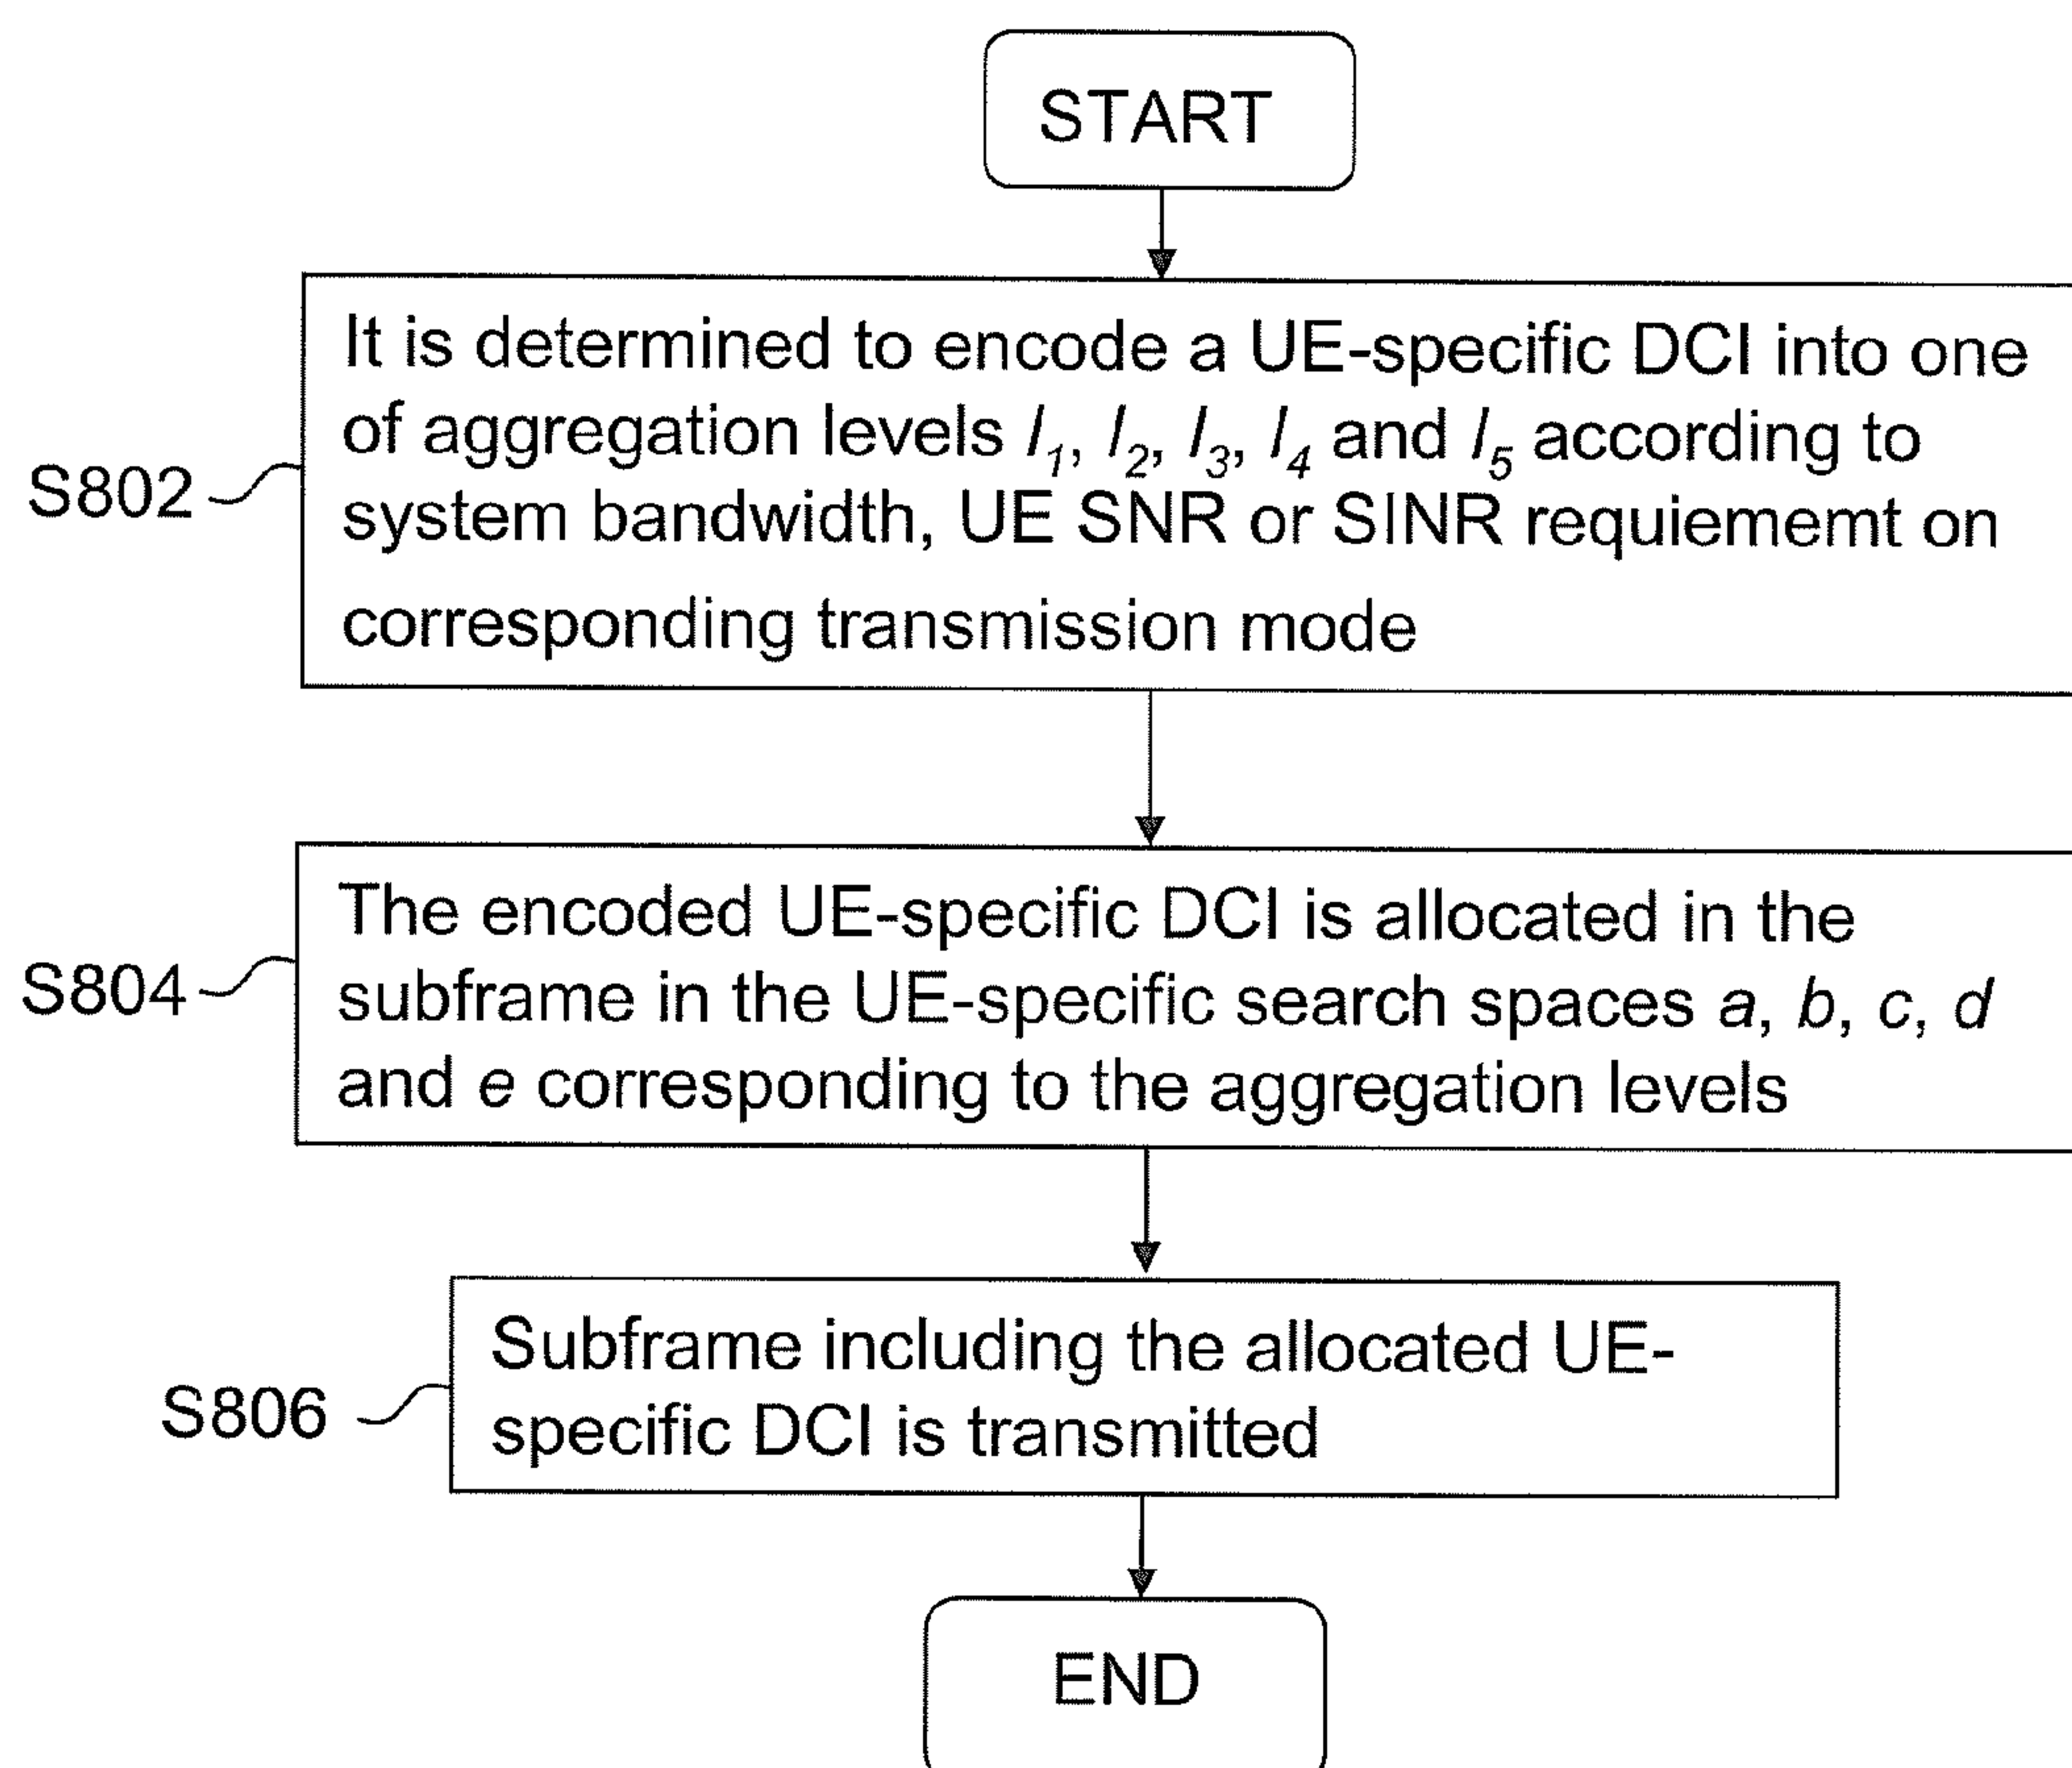 START
It is determined to encode a UE-specific DCI into one
of aggregation levels l1, l2, l3, l4 and l5 according to
S802
system bandwidth, UE SNR or SINR requiememt on
corresponding transmission mode
The encoded UE-specific DCI is allocated in the
S804
subframe in the UE-specific search spaces a, b, c, d
and e corresponding to the aggregation levels
Subframe including the allocated UE-
S806
specific DCI is transmitted
END